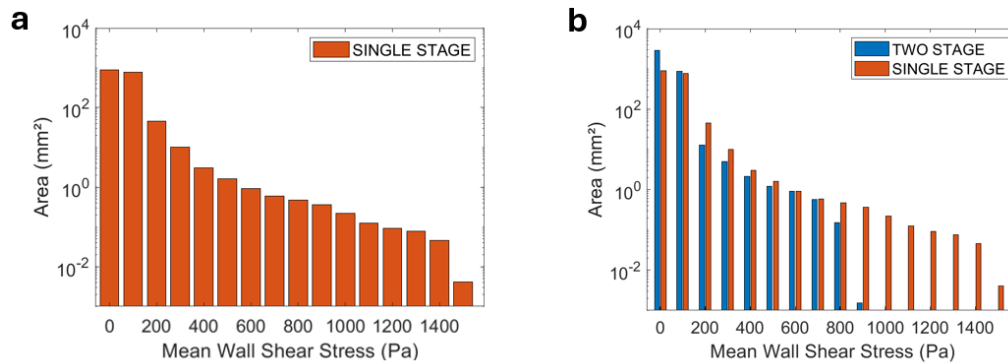 a
SINGLE STAGE
10⁴
10²
10⁰
10⁻²
Area (mm²)
0 200 400 600 800 1000 1200 1400
Mean Wall Shear Stress (Pa)
b
TWO STAGE
SINGLE STAGE
10⁴
10²
10⁰
10⁻²
Area (mm²)
0 200 400 600 800 1000 1200 1400
Mean Wall Shear Stress (Pa)